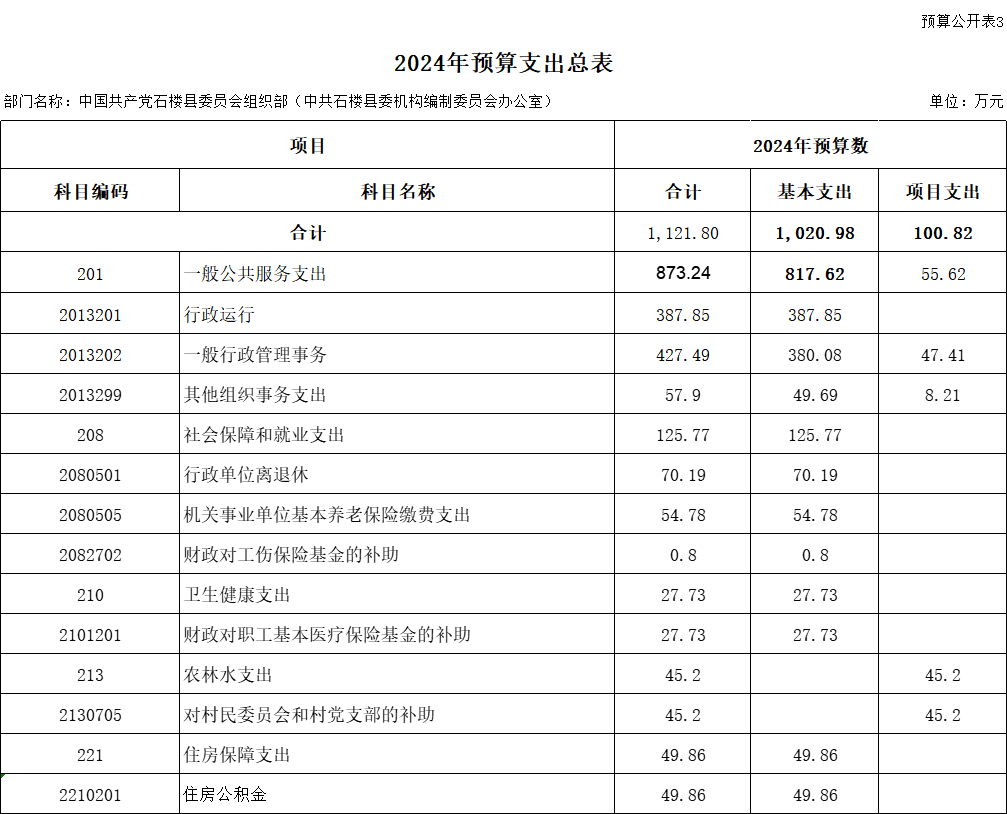 预算公开表3
2024年预算支出总表
部门名称：中国共产党石楼县委员会组织部（中共石楼县委机构编制委员会办公室） 单位：万元
项目 2024年预算数
科目编码 科目名称 合计 基本支出 项目支出
合计 1,121.80 1,020.98 100.82
201 一般公共服务支出 873.24 817.62 55.62
2013201 行政运行 387.85 387.85
2013202 一般行政管理事务 427.49 380.08 47.41
2013299 其他组织事务支出 57.9 49.69 8.21
208 社会保障和就业支出 125.77 125.77
2080501 行政单位离退休 70.19 70.19
2080505 机关事业单位基本养老保险缴费支出 54.78 54.78
2082702 财政对工伤保险基金的补助 0.8 0.8
210 卫生健康支出 27.73 27.73
2101201 财政对职工基本医疗保险基金的补助 27.73 27.73
213 农林水支出 45.2 45.2
2130705 对村民委员会和村党支部的补助 45.2 45.2
221 住房保障支出 49.86 49.86
2210201 住房公积金 49.86 49.86